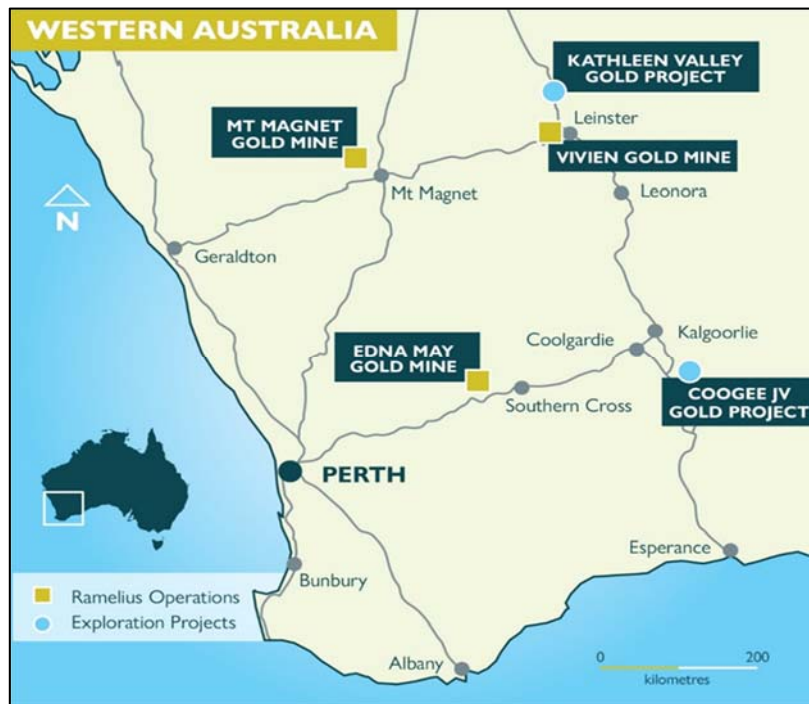 WESTERN AUSTRALIA
KATHLEEN VALLEY
GOLD PROJECT
MT MAGNET
GOLD MINE
Leinster
VIVIEN GOLD MINE
Mt Magnet
Leonora
N
Geraldton
Kalgoorlie
Coolgardie
EDNA MAY
GOLD MINE
COOGEE JV
GOLD PROJECT
Southern Cross
PERTH
Esperance
Bunbury
Ramelius Operations
Exploration Projects
Albany
0 200
kilometres